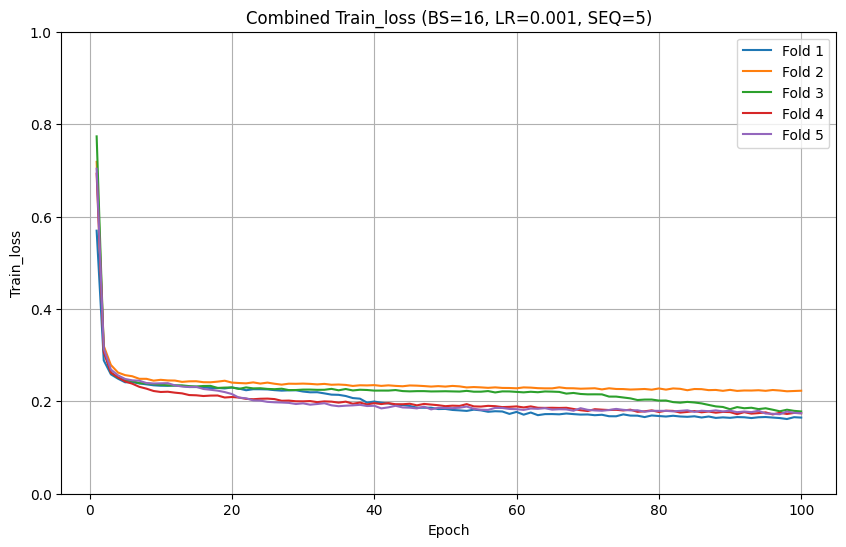 Combined Train_loss (BS=16, LR=0.001, SEQ=5)
1.0
0.8
0.6
0.4
0.2
0.0
Train_loss
Fold 1
Fold 2
Fold 3
Fold 4
Fold 5
0 20 40 60 80 100
Epoch